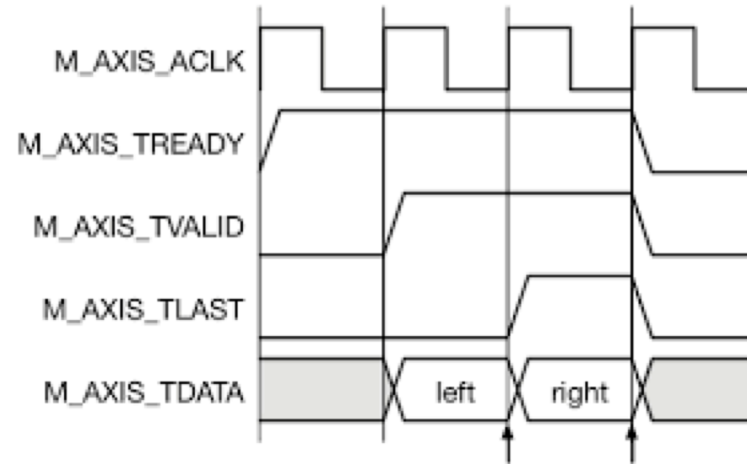 M_AXIS_ACLK
M_AXIS_TREADY
M_AXIS_TVALID
M_AXIS_TLAST
M_AXIS_TDATA left right